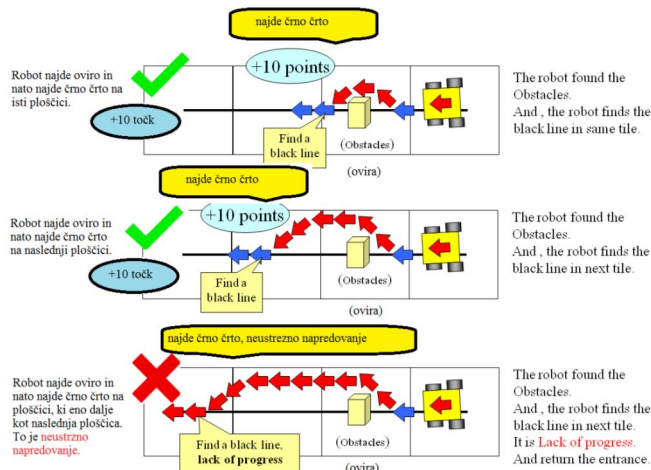 najde črno črto
Robot najde oviro in
nato najde črno črto na
isti ploščici.
+10 točk
+10 points
Find a
black line
(Obstacles)
(ovira)
The robot found the
Obstacles.
And , the robot finds the
black line in same tile.
najde črno črto
Robot najde oviro in
nato najde črno črto
na naslednji ploščici.
+10 točk
+10 points
Find a
black line
(Obstacles)
(ovira)
The robot found the
Obstacles.
And , the robot finds the
black line in next tile.
najde črno črto, neustrezno napredovanje
Robot najde oviro in
nato najde črno črto na
ploščici, ki eno dalje
kot naslednja ploščica.
To je neustrzno
napredovanje.
Find a black line,
lack of progress
(Obstacles)
(ovira)
The robot found the
Obstacles.
And , the robot finds the
black line in next tile.
It is Lack of progress.
And return the entrance.